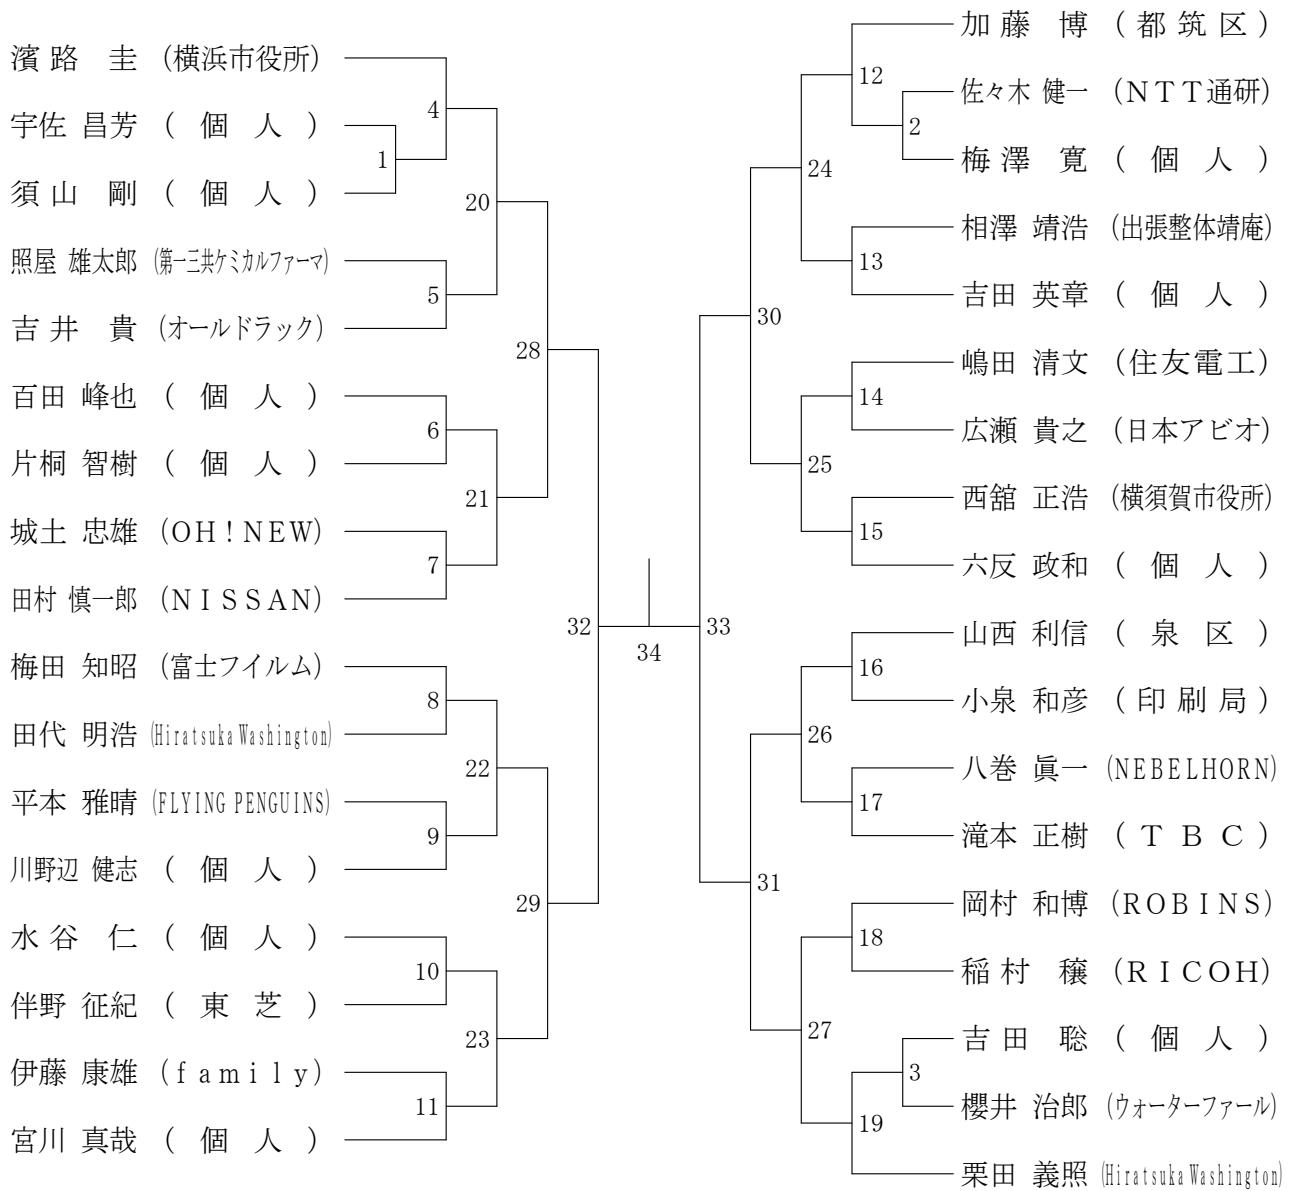 濱路 圭 (横浜市役所)
宇佐 昌芳 (個人)
須山 剛 (個人)
照屋 雄太郎 (第一三共ケミカルファーマ)
吉井 貴 (オールドラック)
百田 峰也 (個人)
片桐 智樹 (個人)
城土 忠雄 (OH!NEW)
田村 慎一郎 (NISSAN)
梅田 知昭 (富士フイルム)
田代 明浩 (Hiratsuka Washington)
平本 雅晴 (FLYING PENGUINS)
川野辺 健志 (個人)
水谷 仁 (個人)
伴野 征紀 (東芝)
伊藤 康雄 (family)
宮川 真哉 (個人)
1
4
5
6
7
8
9
10
11
20
21
22
23
28
29
32
34
33
30
31
24
25
26
27
12
2
13
14
15
16
17
18
3
19
加藤 博 (都筑区)
佐々木 健一 (NTT通研)
梅澤 寛 (個人)
相澤 靖浩 (出張整体靖庵)
吉田 英章 (個人)
嶋田 清文 (住友電工)
広瀬 貴之 (日本アビオ)
西舘 正浩 (横須賀市役所)
六反 政和 (個人)
山西 利信 (泉区)
小泉 和彦 (印刷局)
八巻 眞一 (NEBELHORN)
滝本 正樹 (TBC)
岡村 和博 (ROBINS)
稲村 穣 (RICOH)
吉田 聡 (個人)
櫻井 治郎 (ウォーターファール)
栗田 義照 (Hiratsuka Washington)